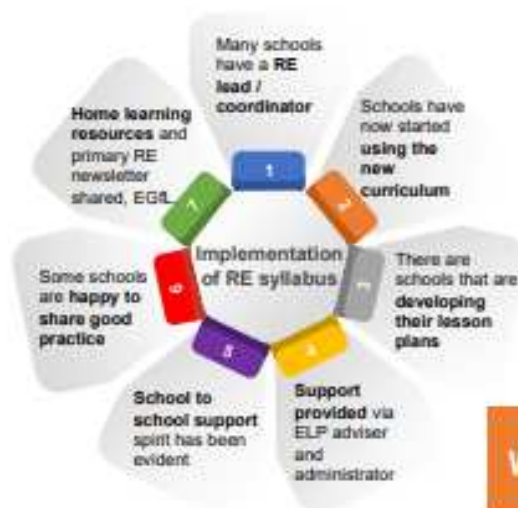 Many schools
have a RE
lead /
coordinator
1
Schools have
now started
using the
new
curriculum
2
There are
schools that are
developing
their lesson
plans
3
Support
provided via
ELP adviser
and
administrator
4
School to
school support
spirit has been
evident
5
Some schools
are happy to
share good
practice
6
Home learning
resources and
primary RE
newsletter
shared, EGfL
7
Implementation
of RE syllabus
W